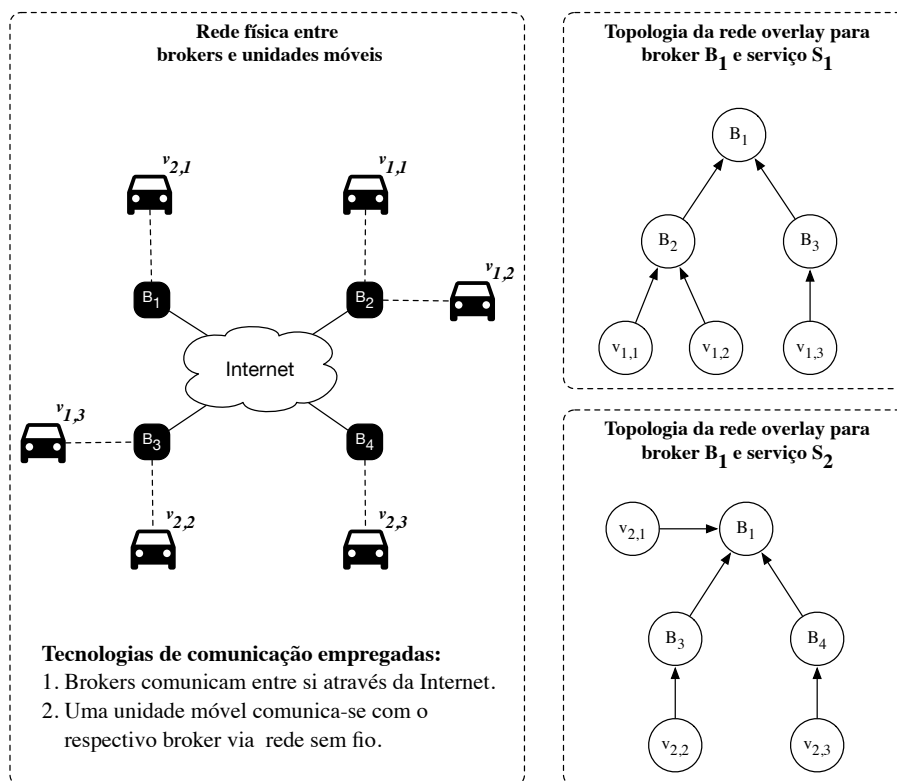 Rede física entre
brokers e unidades móveis
v2,1
v1,1
v1,2
B1
B2
Internet
v1,3
B3
B4
v2,2
v2,3
Tecnologias de comunicação empregadas:
1. Brokers comunicam entre si através da Internet.
2. Uma unidade móvel comunica-se com o
respectivo broker via rede sem fio.
Topologia da rede overlay para
broker B1 e serviço S1
B1
B2
B3
v1,1
v1,2
v1,3
Topologia da rede overlay para
broker B1 e serviço S2
v2,1
B1
B3
B4
v2,2
v2,3